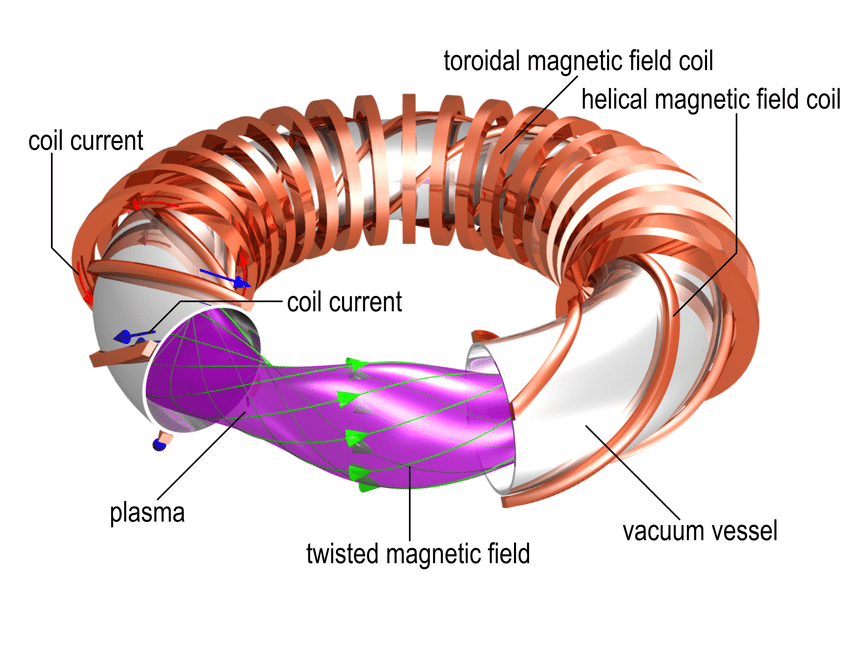 toroidal magnetic field coil
helical magnetic field coil
coil current
coil current
plasma
twisted magnetic field
vacuum vessel